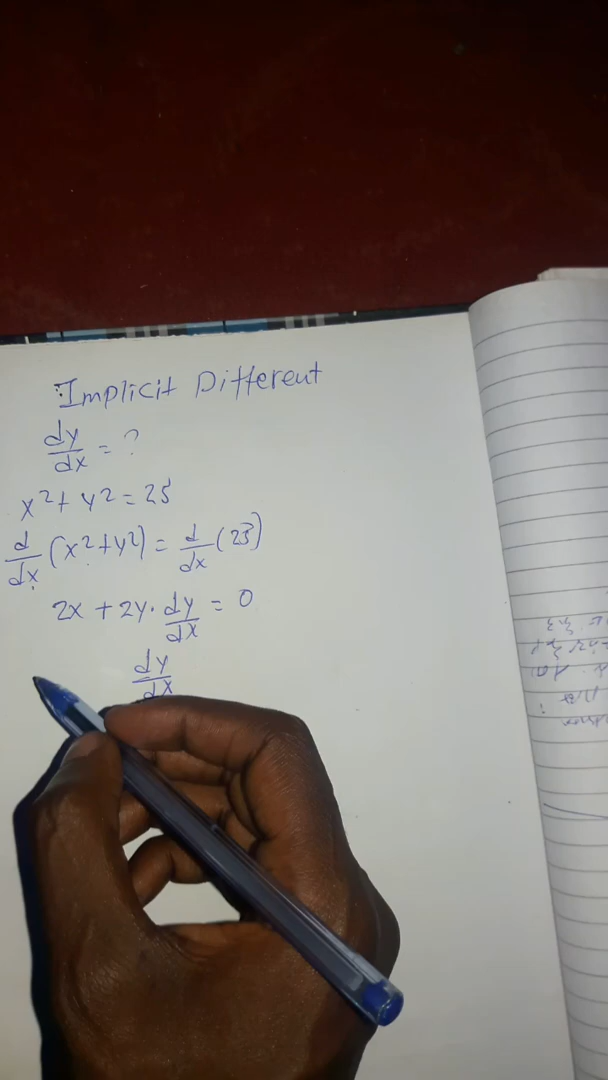 Implicit Different
dy/dx = ?
x² + y² = 25
d/dx (x² + y²) = d/dx (25)
2x + 2y · dy/dx = 0
dy/dx